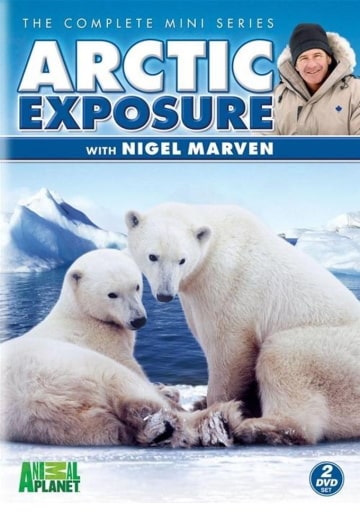 THE COMPLETE MINI SERIES
ARCTIC
EXPOSURE
WITH NIGEL MARVEN
ANIMAL
PLANET
2
DVD
SET